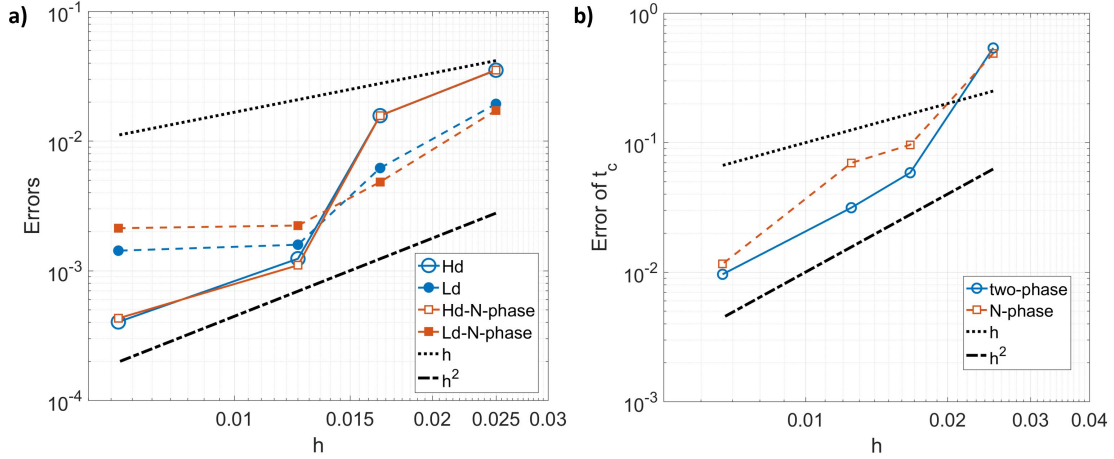 a)
10^-1
10^-2
10^-3
10^-4
Errors
0.01
0.015
0.020
0.025
0.03
h
Hd
Ld
Hd-N-phase
Ld-N-phase
h
h^2
b)
10^0
10^-1
10^-2
10^-3
Error of t_c
0.01
0.02
0.03
0.04
h
two-phase
N-phase
h
h^2